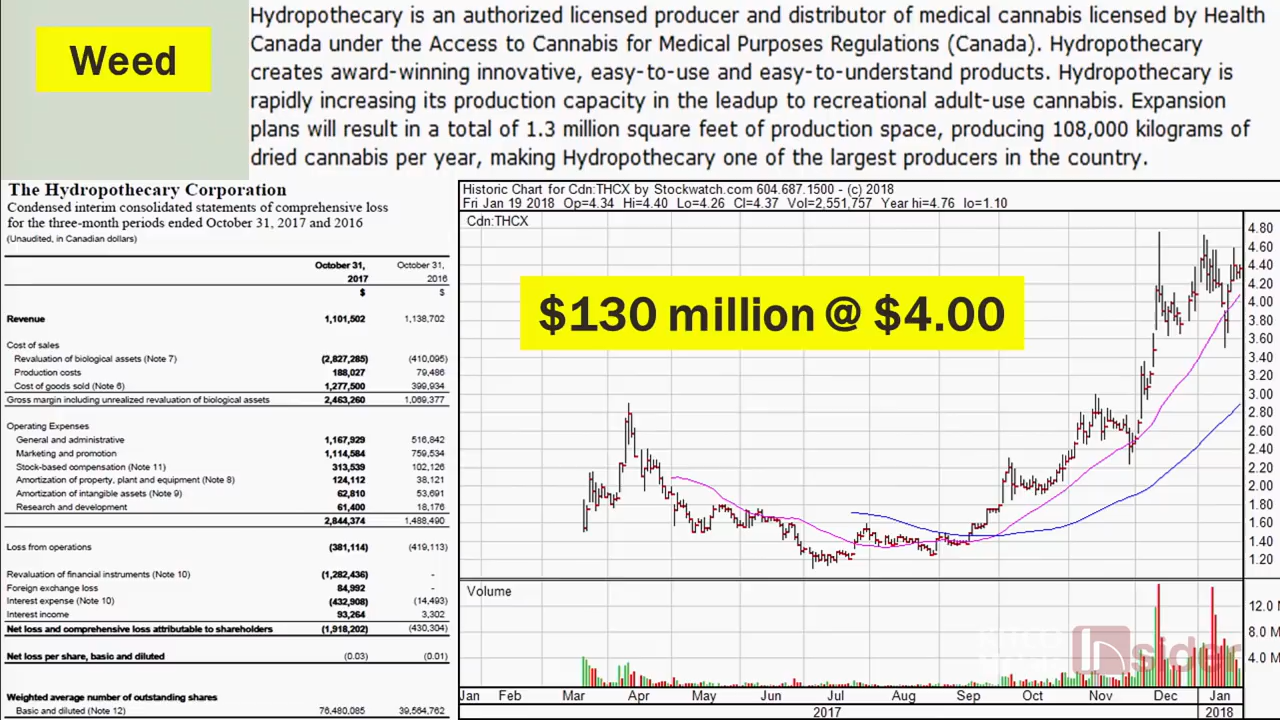 Weed
Hydropothecary is an authorized licensed producer and distributor of medical cannabis licensed by Health
Canada under the Access to Cannabis for Medical Purposes Regulations (Canada). Hydropothecary
creates award-winning innovative, easy-to-use and easy-to-understand products. Hydropothecary is
rapidly increasing its production capacity in the leadup to recreational adult-use cannabis. Expansion
plans will result in a total of 1.3 million square feet of production space, producing 108,000 kilograms of
dried cannabis per year, making Hydropothecary one of the largest producers in the country.
The Hydropothecary Corporation
Condensed interim consolidated statements of comprehensive loss
for the three-month periods ended October 31, 2017 and 2016
(Unaudited, in Canadian dollars)
October 31, October 31,
2017 2016
$ $
Revenue 1,101,502 1,138,702
Cost of sales
Revaluation of biological assets (Note 7) (2,827,285) (410,095)
Production costs 188,027 79,486
Cost of goods sold (Note 6) 1,277,500 399,934
Gross margin including unrealized revaluation of biological assets 2,463,260 1,069,377
Operating Expenses
General and administrative 1,167,929 516,842
Marketing and promotion 1,114,584 759,534
Stock-based compensation (Note 11) 313,539 102,126
Amortization of property, plant and equipment (Note 8) 124,112 38,121
Amortization of intangible assets (Note 9) 62,810 53,691
Research and development 61,400 18,176
2,844,374 1,488,490
Loss from operations (381,114) (419,113)
Revaluation of financial instruments (Note 10) (1,282,436) -
Foreign exchange loss 84,992 -
Interest expense (Note 10) (432,908) (14,493)
Interest income 93,264 3,302
Net loss and comprehensive loss attributable to shareholders (1,918,202) (430,304)
Net loss per share, basic and diluted (0.03) (0.01)
Weighted average number of outstanding shares
Basic and diluted (Note 12) 76,480,085 39,564,762
Historic Chart for Cdn:THCX by Stockwatch.com 604.687.1500 - (c) 2018
Fri Jan 19 2018 Op=4.34 Hi=4.40 Lo=4.26 Cl=4.37 Vol=2,551,757 Year hi=4.76 lo=1.10
Cdn:THCX
$130 million @ $4.00
4.80
4.60
4.40
4.20
4.00
3.80
3.60
3.40
3.20
3.00
2.80
2.60
2.40
2.20
2.00
1.80
1.60
1.40
1.20
Volume
12.0 M
8.0 M
4.0 M
Insider
Jan Feb Mar Apr May Jun Jul Aug Sep Oct Nov Dec Jan
2017 2018